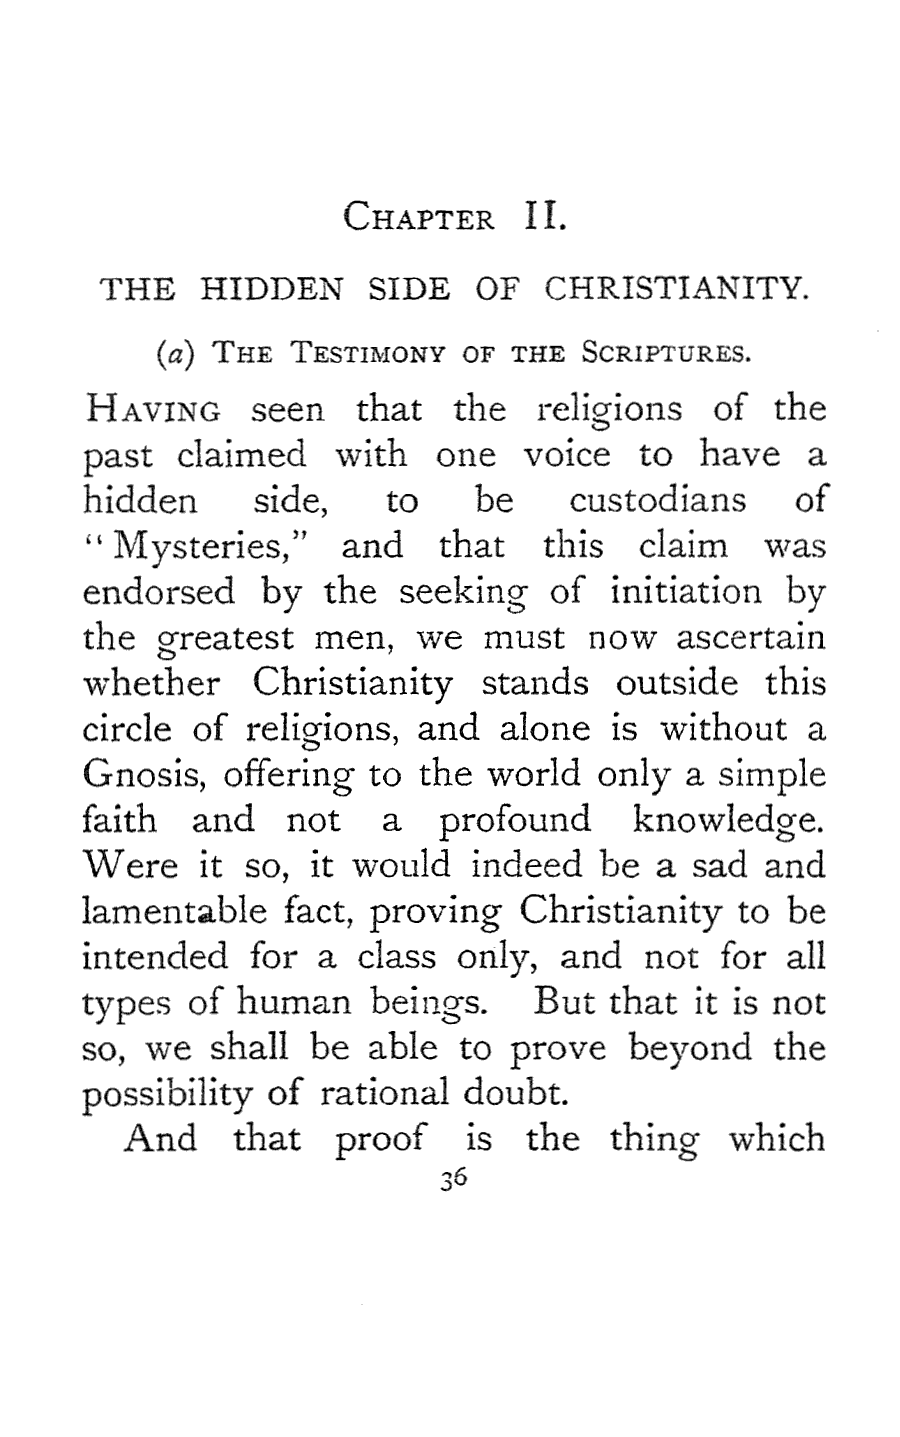 CHAPTER II.
THE HIDDEN SIDE OF CHRISTIANITY.
(a) THE TESTIMONY OF THE SCRIPTURES.
HAVING seen that the religions of the
past claimed with one voice to have a
hidden side, to be custodians of
“Mysteries,” and that this claim was
endorsed by the seeking of initiation by
the greatest men, we must now ascertain
whether Christianity stands outside this
circle of religions, and alone is without a
Gnosis, offering to the world only a simple
faith and not a profound knowledge.
Were it so, it would indeed be a sad and
lamentable fact, proving Christianity to be
intended for a class only, and not for all
types of human beings. But that it is not
so, we shall be able to prove beyond the
possibility of rational doubt.
And that proof is the thing which
36